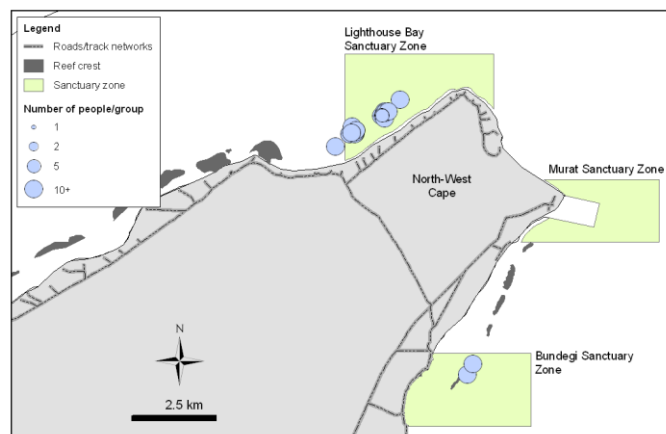 Legend
Roads/track networks
Reef crest
Sanctuary zone
Number of people/group
1
2
5
10+
Lighthouse Bay
Sanctuary Zone
North-West
Cape
Murat Sanctuary Zone
Bundegi Sanctuary
Zone
N
2.5 km